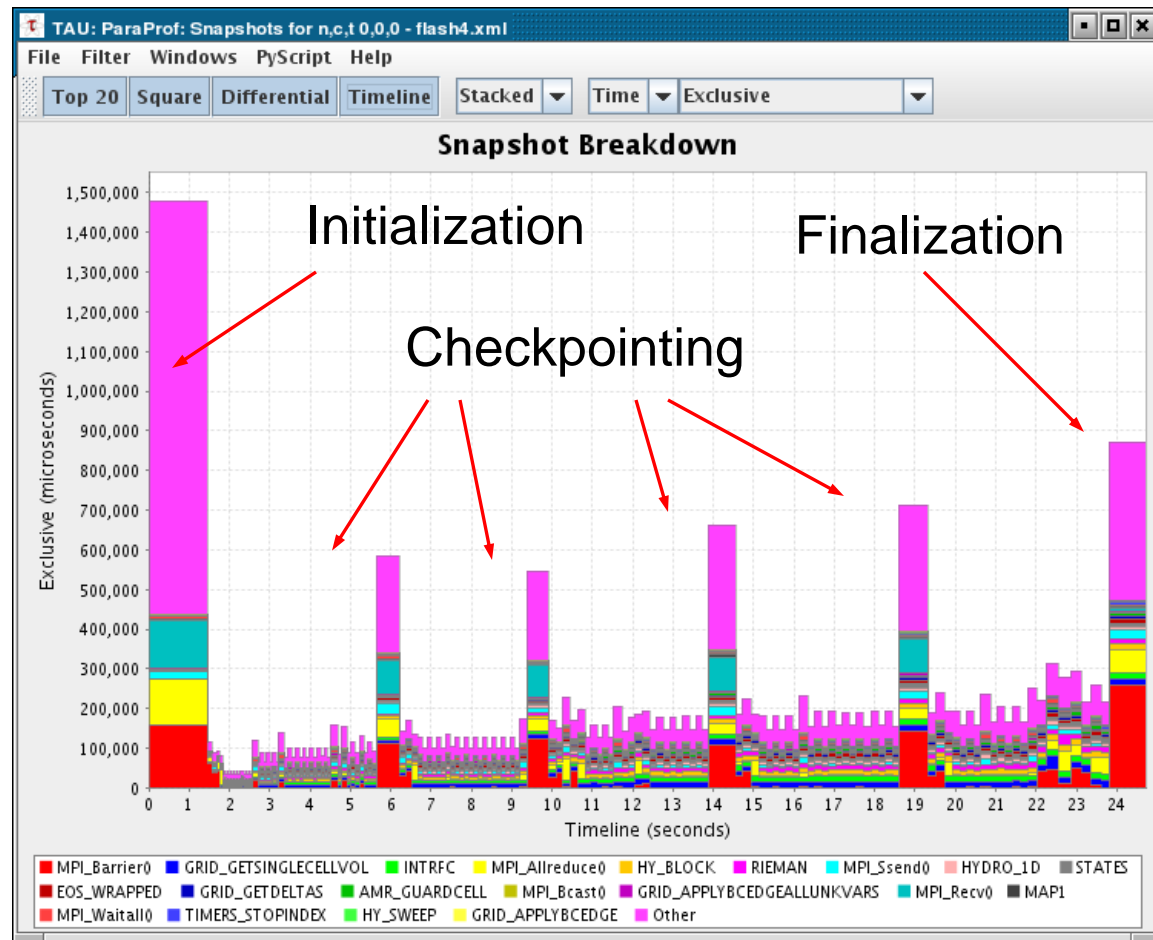 TAU: ParaProf: Snapshots for n,c,t 0,0,0 - flash4.xml
File Filter Windows PyScript Help
Top 20 Square Differential Timeline Stacked Time Exclusive
Snapshot Breakdown
1,500,000
1,400,000
1,300,000
1,200,000
1,100,000
1,000,000
900,000
800,000
700,000
600,000
500,000
400,000
300,000
200,000
100,000
0
Exclusive (microseconds)
Initialization
Finalization
Checkpointing
0 1 2 3 4 5 6 7 8 9 10 11 12 13 14 15 16 17 18 19 20 21 22 23 24
Timeline (seconds)
MPI_Barrier() GRID_GETSINGLECELLVOL INTRFC MPI_Allreduce() HY_BLOCK RIEMAN MPI_Ssend() HYDRO_1D STATES
EOS_WRAPPED GRID_GETDELTAS AMR_GUARDCELL MPI_Bcast() GRID_APPLYBCEDGEALLUNKVARS MPI_Recv() MAP1
MPI_Waitall() TIMERS_STOPINDEX HY_SWEEP GRID_APPLYBCEDGE Other